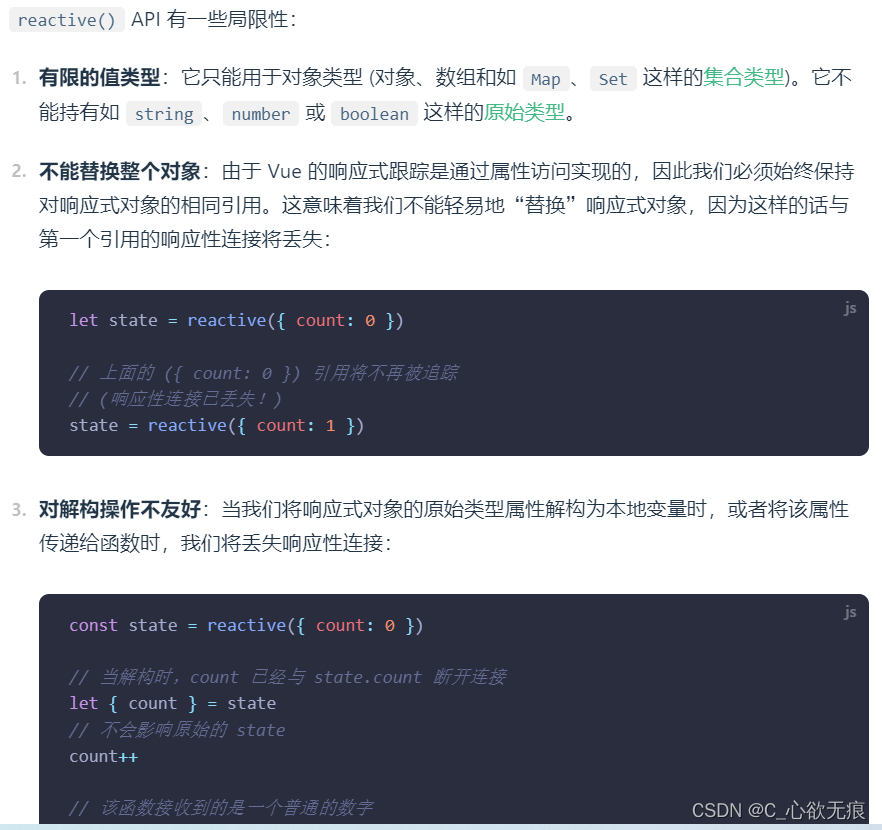 reactive() API 有一些局限性：
1. 有限的值类型：它只能用于对象类型 (对象、数组和如 Map、Set 这样的集合类型)。它不
能持有如 string、number 或 boolean 这样的原始类型。
2. 不能替换整个对象：由于 Vue 的响应式跟踪是通过属性访问实现的，因此我们必须始终保持
对响应式对象的相同引用。这意味着我们不能轻易地“替换”响应式对象，因为这样的话与
第一个引用的响应性连接将丢失：
js
let state = reactive({ count: 0 })
// 上面的 ({ count: 0 }) 引用将不再被追踪
// (响应性连接已丢失！)
state = reactive({ count: 1 })
3. 对解构操作不友好：当我们将响应式对象的原始类型属性解构为本地变量时，或者将该属性
传递给函数时，我们将丢失响应性连接：
js
const state = reactive({ count: 0 })
// 当解构时，count 已经与 state.count 断开连接
let { count } = state
// 不会影响原始的 state
count++
// 该函数接收到的是一个普通的数字
CSDN @C_心欲无痕